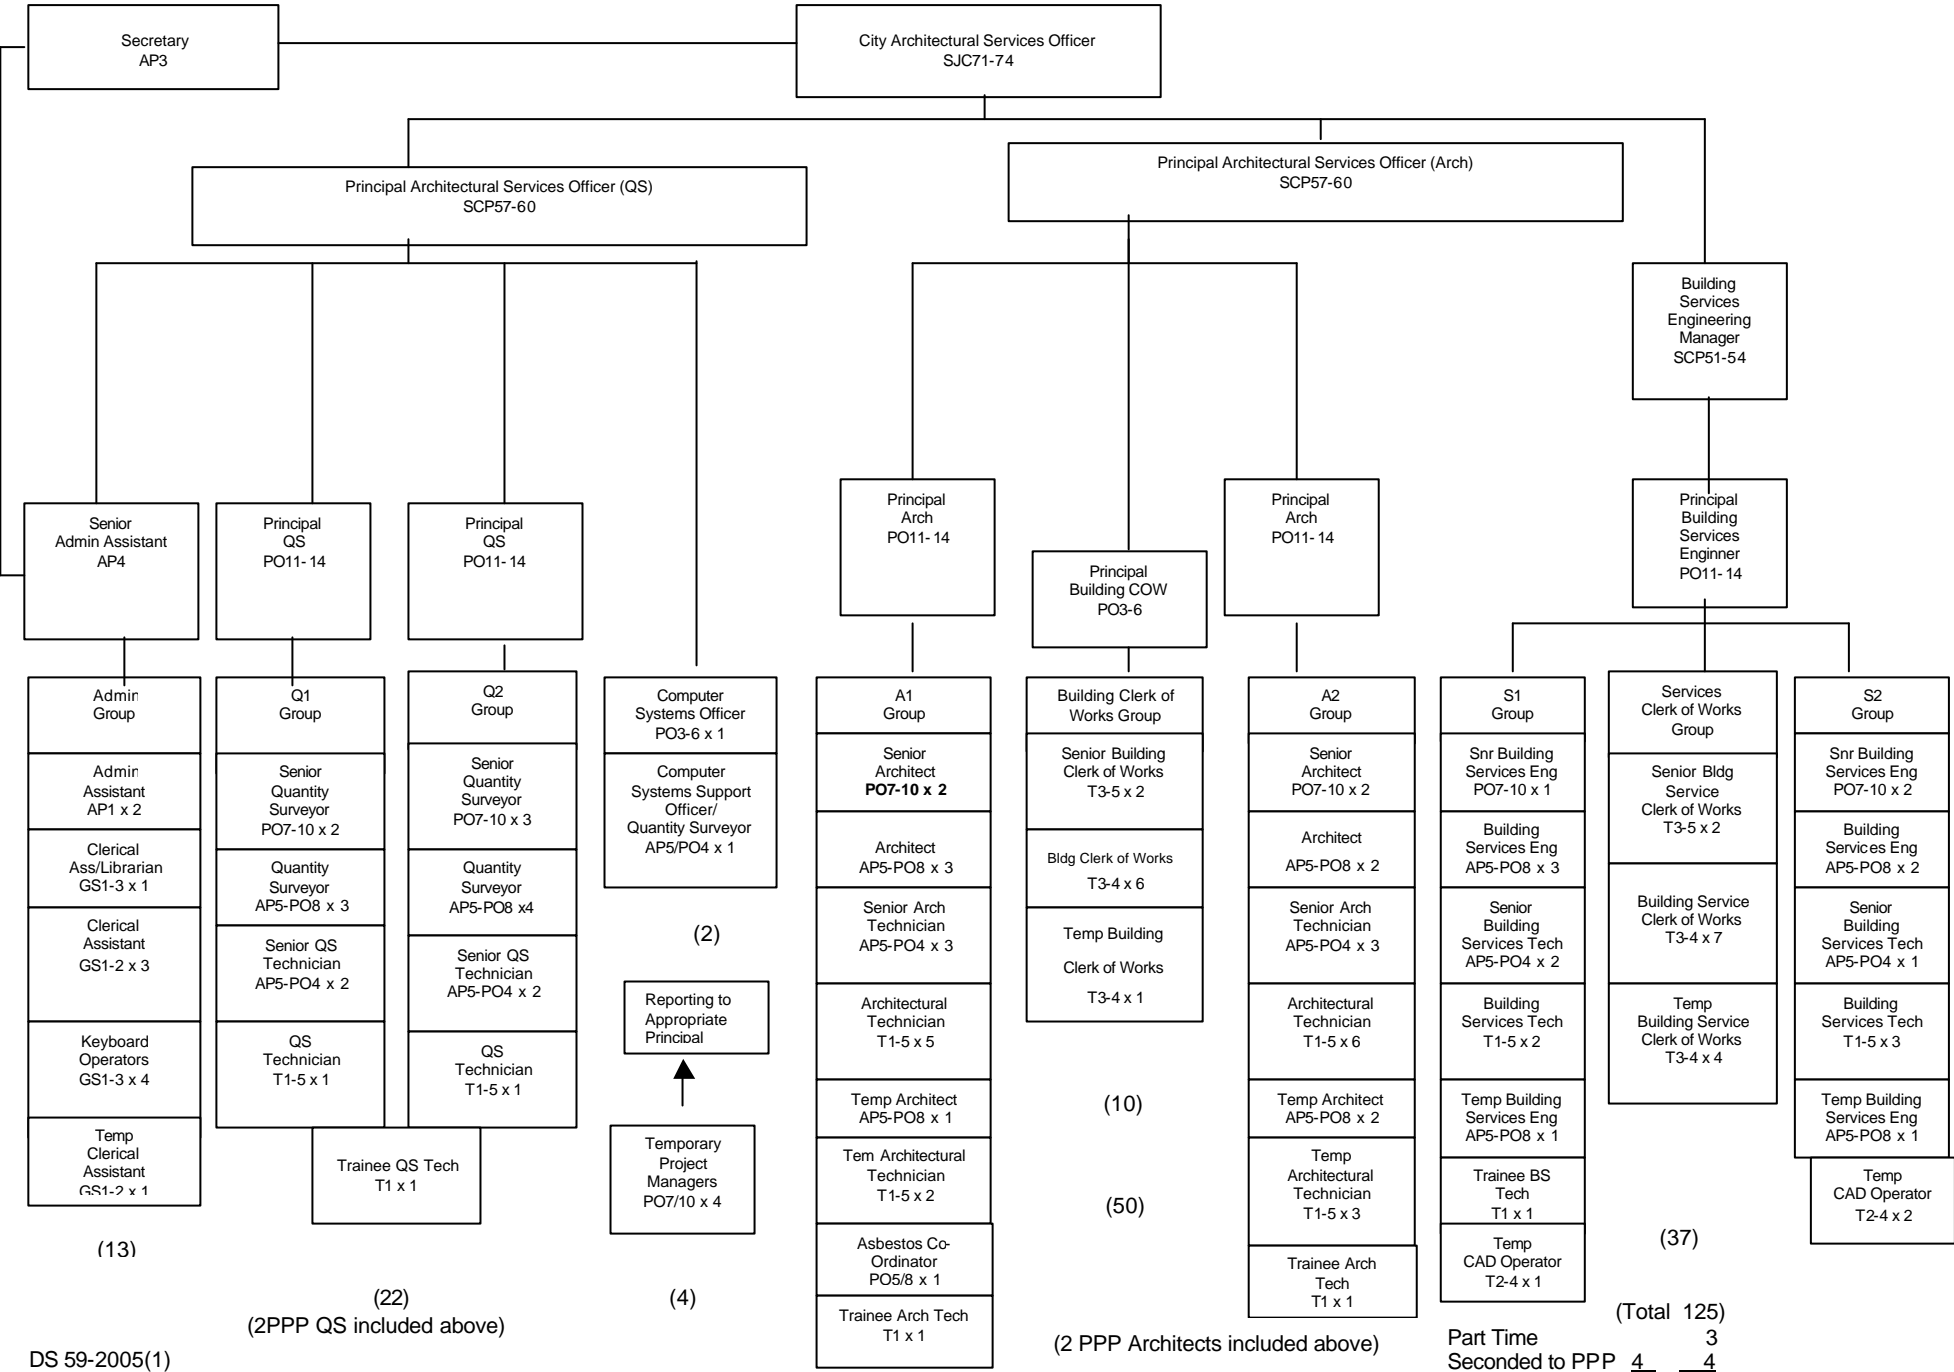 Secretary
AP3
City Architectural Services Officer
SJC71-74
Principal Architectural Services Officer (QS)
SCP57-60
Principal Architectural Services Officer (Arch)
SCP57-60
Building
Services
Engineering
Manager
SCP51-54
Senior
Admin Assistant
AP4
Principal
QS
PO11-14
Principal
QS
PO11-14
Principal
Arch
PO11-14
Principal
Building COW
PO3-6
Principal
Arch
PO11-14
Principal
Building
Services
Enginner
PO11-14
Admin
Group
Admin
Assistant
AP1 x 2
Clerical
Ass/Librarian
GS1-3 x 1
Clerical
Assistant
GS1-2 x 3
Keyboard
Operators
GS1-3 x 4
Temp
Clerical
Assistant
GS1-2 x 1
(13)
Q1
Group
Senior
Quantity
Surveyor
PO7-10 x 2
Quantity
Surveyor
AP5-PO8 x 3
Senior QS
Technician
AP5-PO4 x 2
QS
Technician
T1-5 x 1
Q2
Group
Senior
Quantity
Surveyor
PO7-10 x 3
Quantity
Surveyor
AP5-PO8 x4
Senior QS
Technician
AP5-PO4 x 2
QS
Technician
T1-5 x 1
Trainee QS Tech
T1 x 1
(22)
(2PPP QS included above)
Computer
Systems Officer
PO3-6 x 1
Computer
Systems Support
Officer/
Quantity Surveyor
AP5/PO4 x 1
(2)
Reporting to
Appropriate
Principal
Temporary
Project
Managers
PO7/10 x 4
(4)
A1
Group
Senior
Architect
PO7-10 x 2
Architect
AP5-PO8 x 3
Senior Arch
Technician
AP5-PO4 x 3
Architectural
Technician
T1-5 x 5
Temp Architect
AP5-PO8 x 1
Tem Architectural
Technician
T1-5 x 2
Asbestos Co-
Ordinator
PO5/8 x 1
Trainee Arch Tech
T1 x 1
Building Clerk of
Works Group
Senior Building
Clerk of Works
T3-5 x 2
Bldg Clerk of Works
T3-4 x 6
Temp Building
Clerk of Works
T3-4 x 1
(10)
(50)
(2 PPP Architects included above)
A2
Group
Senior
Architect
PO7-10 x 2
Architect
AP5-PO8 x 2
Senior Arch
Technician
AP5-PO4 x 3
Architectural
Technician
T1-5 x 6
Temp Architect
AP5-PO8 x 2
Temp
Architectural
Technician
T1-5 x 3
Trainee Arch
Tech
T1 x 1
S1
Group
Snr Building
Services Eng
PO7-10 x 1
Building
Services Eng
AP5-PO8 x 3
Senior
Building
Services Tech
AP5-PO4 x 2
Building
Services Tech
T1-5 x 2
Temp Building
Services Eng
AP5-PO8 x 1
Trainee BS
Tech
T1 x 1
Temp
CAD Operator
T2-4 x 1
Services
Clerk of Works
Group
Senior Bldg
Service
Clerk of Works
T3-5 x 2
Building Service
Clerk of Works
T3-4 x 7
Temp
Building Service
Clerk of Works
T3-4 x 4
(37)
S2
Group
Snr Building
Services Eng
PO7-10 x 2
Building
Services Eng
AP5-PO8 x 2
Senior
Building
Services Tech
AP5-PO4 x 1
Building
Services Tech
T1-5 x 3
Temp Building
Services Eng
AP5-PO8 x 1
Temp
CAD Operator
T2-4 x 2
(Total 125)
Part Time 3
Seconded to PPP 4 4
DS 59-2005(1)